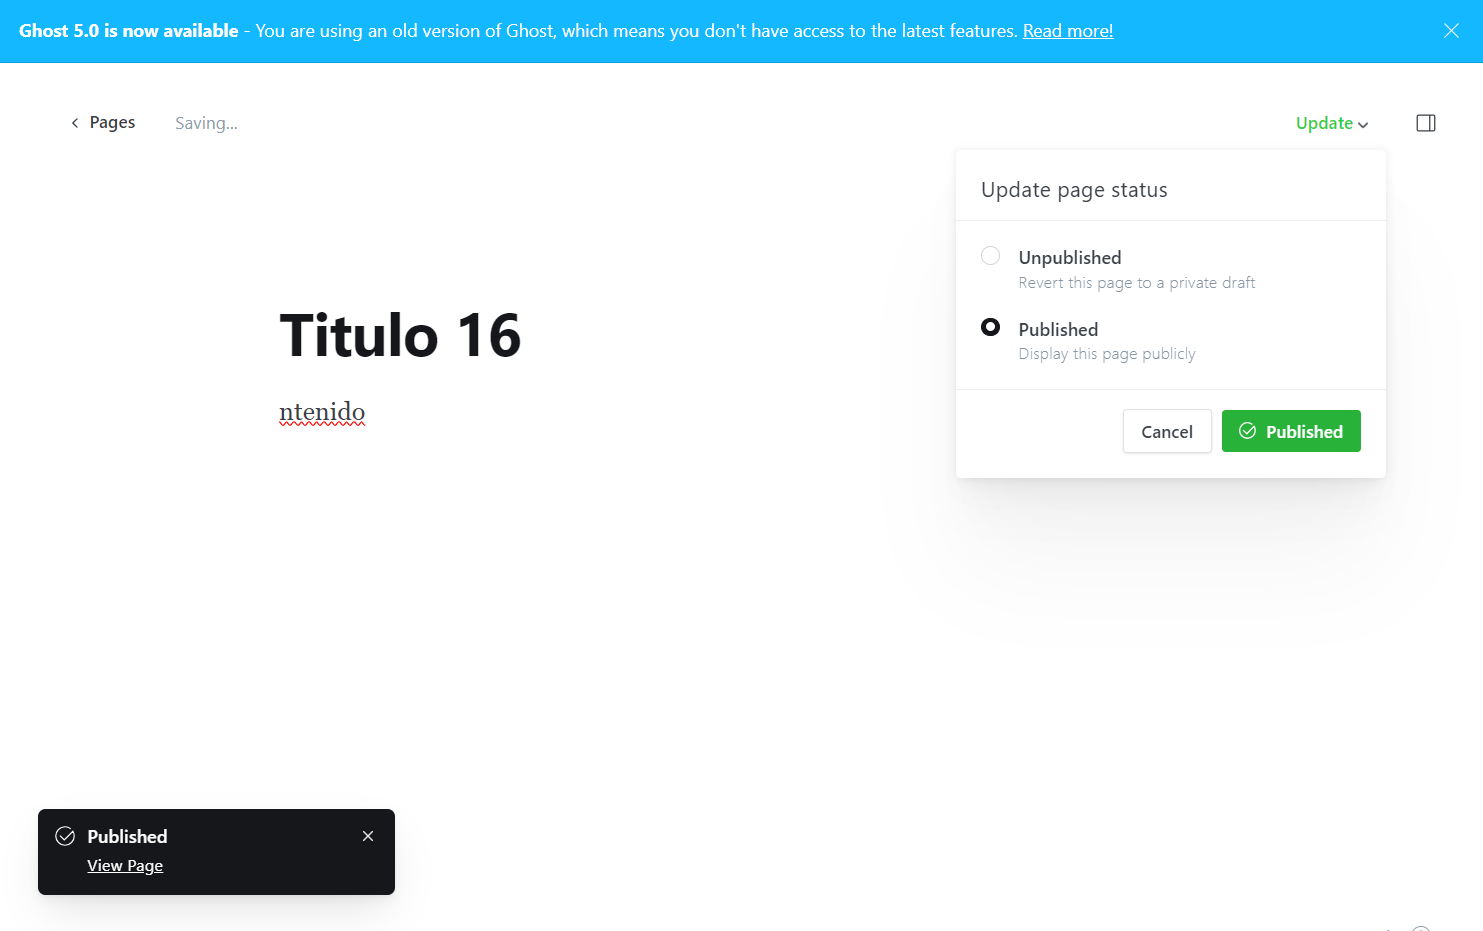 Ghost 5.0 is now available - You are using an old version of Ghost, which means you don't have access to the latest features. Read more!
Pages
Saving...
Update
Update page status
Unpublished
Revert this page to a private draft
Published
Display this page publicly
Cancel
Published
Titulo 16
ntenido
Published
View Page